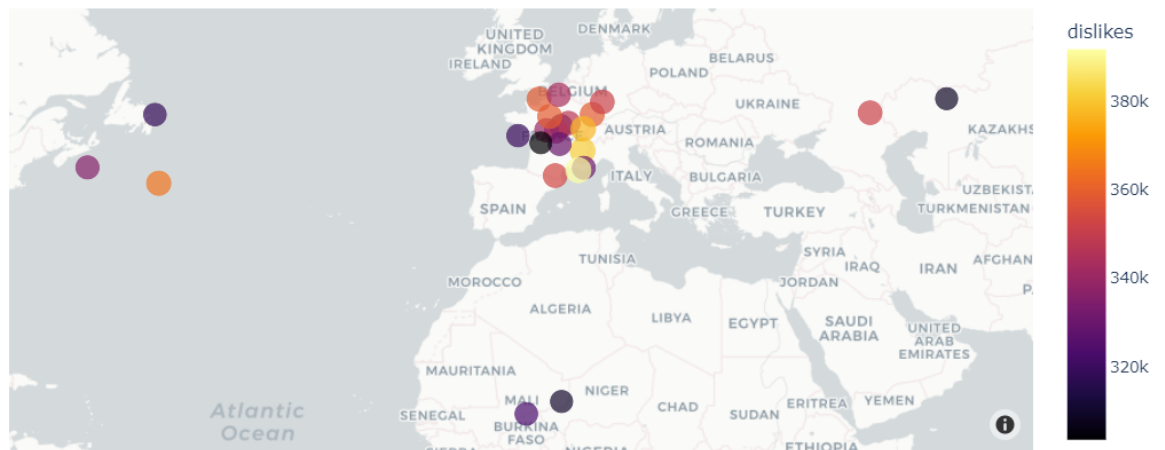 dislikes
380k
360k
340k
320k
DENMARK
UNITED
KINGDOM
IRELAND
BELARUS
POLAND
BELGIUM
UKRAINE
AUSTRIA
KAZAKHS
ROMANIA
ITALY
BULGARIA
UZBEKISTA
SPAIN
GREECE
TURKEY
TURKMENISTAN
SYRIA
TUNISIA
IRAQ
IRAN
AFGHAN
MOROCCO
JORDAN
P
ALGERIA
LIBYA
EGYPT
SAUDI
ARABIA
UNITED
ARAB
EMIRATES
MAURITANIA
NIGER
MALI
CHAD
SUDAN
ERITREA
YEMEN
SENEGAL
Atlantic
Ocean
BURKINA
FASO
ETHIOPIA
NIGERIA